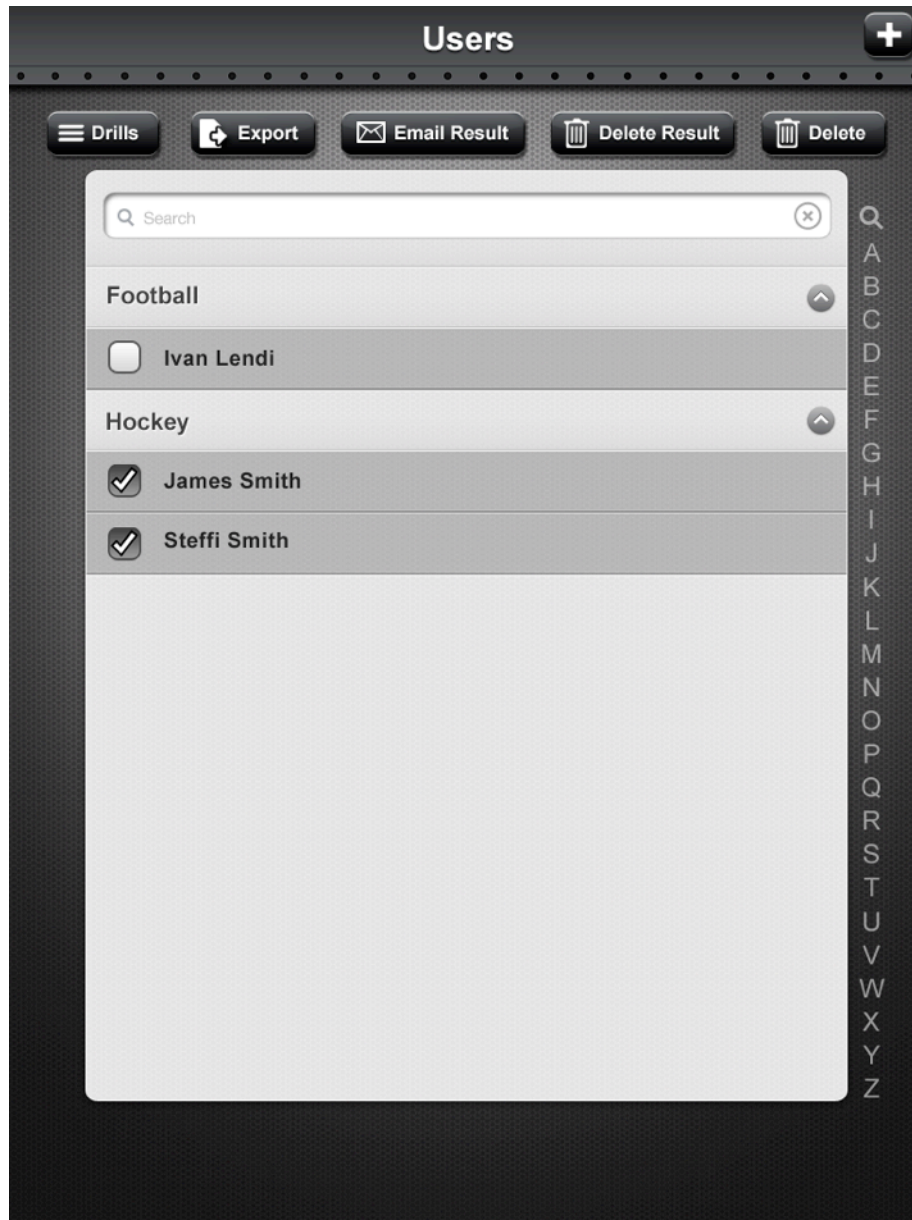 Users
Drills Export Email Result Delete Result Delete
Search
Football
Ivan Lendi
Hockey
James Smith
Steffi Smith
A
B
C
D
E
F
G
H
I
J
K
L
M
N
O
P
Q
R
S
T
U
V
W
X
Y
Z